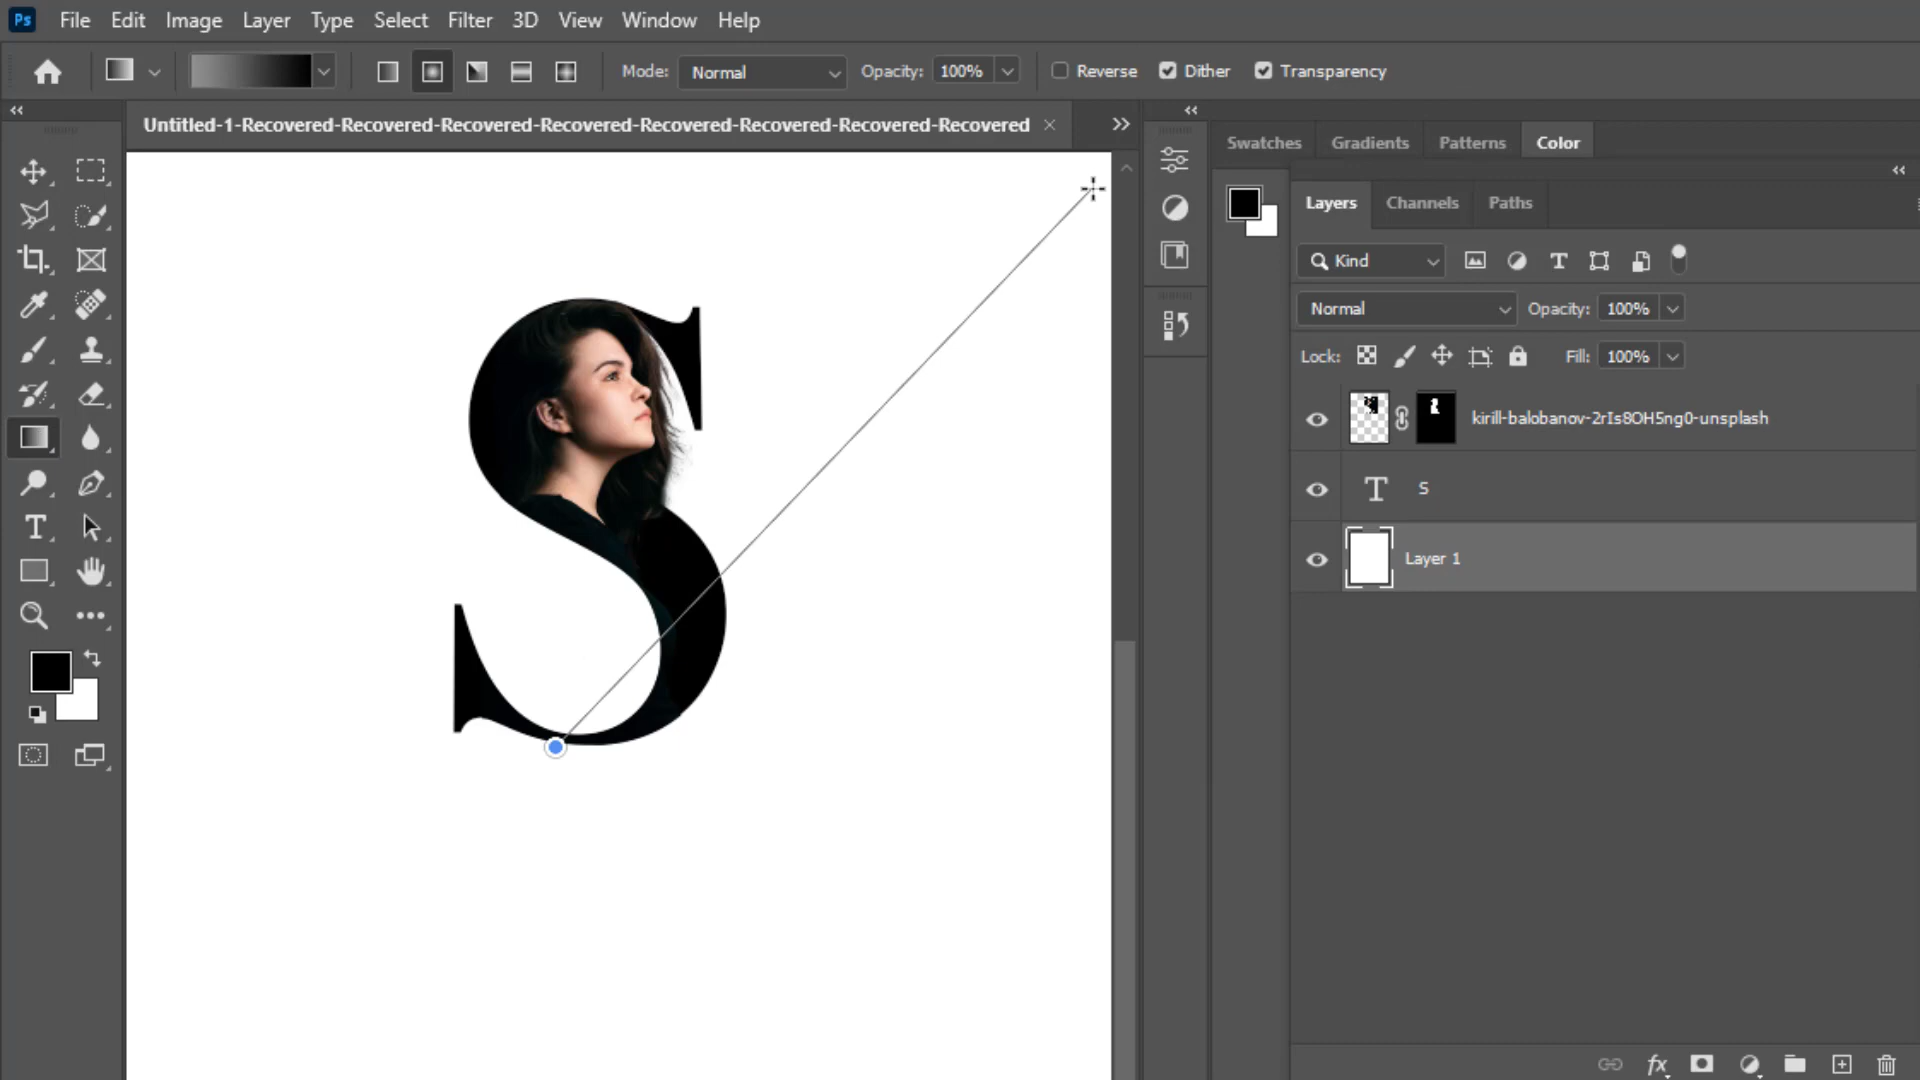 Ps File Edit Image Layer Type Select Filter 3D View Window Help
Mode: Normal Opacity: 100% Reverse Dither Transparency
Untitled-1-Recovered-Recovered-Recovered-Recovered-Recovered-Recovered-Recovered-Recovered ×
Swatches Gradients Patterns Color
Layers Channels Paths
Kind
Normal Opacity: 100%
Lock: Fill: 100%
kirill-balobanov-2rIs8OH5ng0-unsplash
S
Layer 1
S
fx